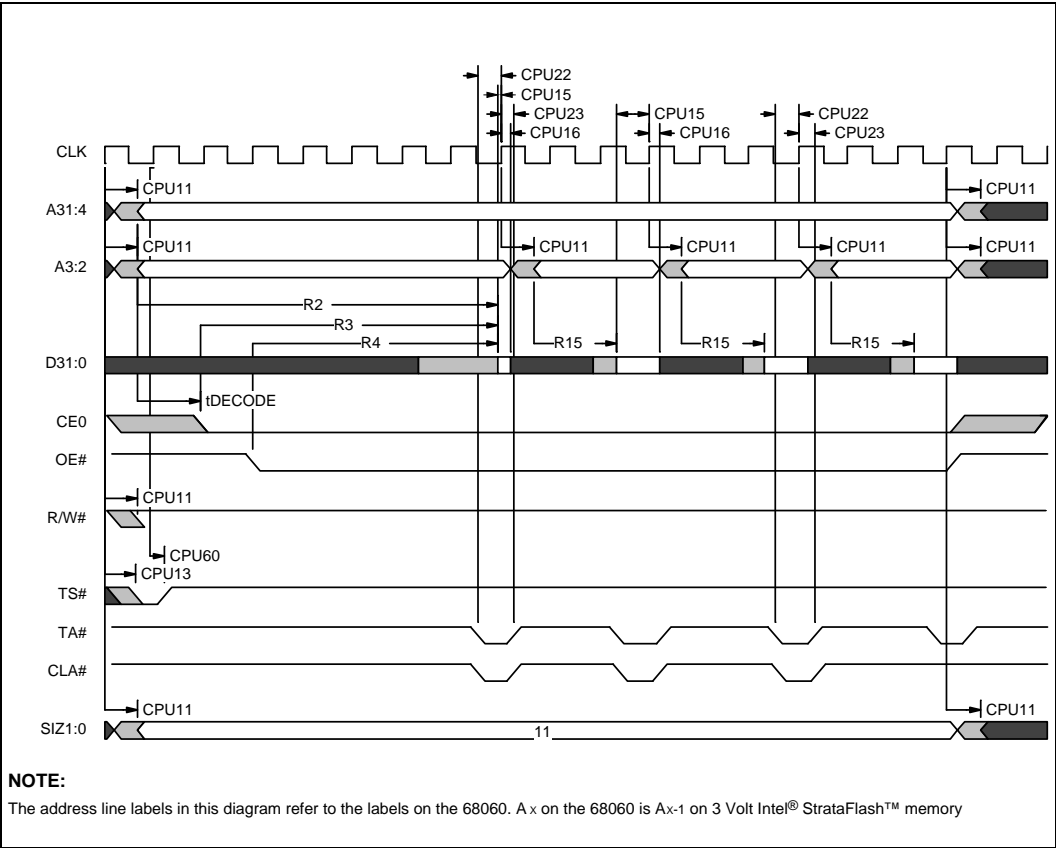 CPU22
CPU15
CPU23 CPU15 CPU22
CPU16 CPU16 CPU23
CLK
CPU11 CPU11
A31:4
CPU11 CPU11 CPU11 CPU11 CPU11
A3:2
R2
R3
R4 R15 R15 R15
D31:0
tDECODE
CE0
OE#
CPU11
R/W#
CPU60
CPU13
TS#
TA#
CLA#
CPU11 CPU11
SIZ1:0 11
NOTE:
The address line labels in this diagram refer to the labels on the 68060. A x on the 68060 is Ax-1 on 3 Volt Intel® StrataFlash™ memory